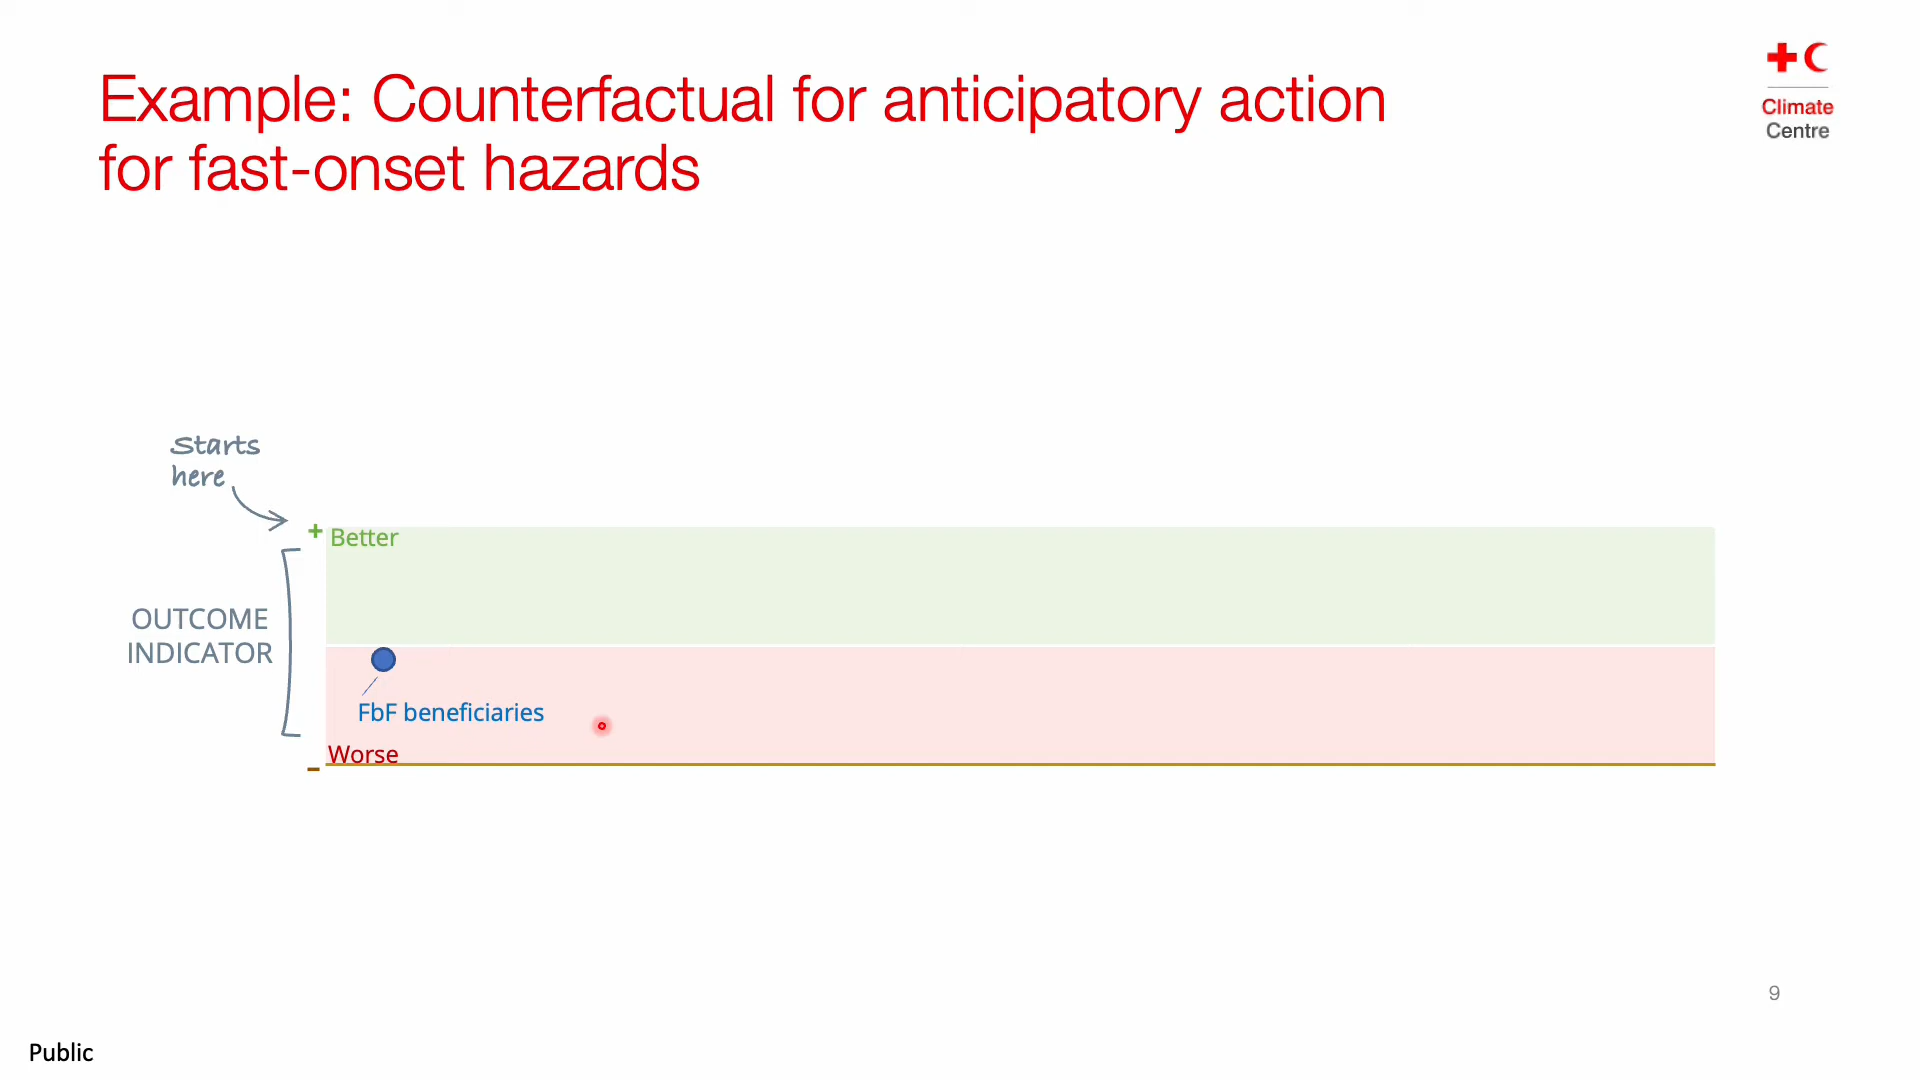 Example: Counterfactual for anticipatory action
for fast-onset hazards
Climate
Centre
Starts
here
+ Better
OUTCOME
INDICATOR
FbF beneficiaries
Worse
–
9
Public